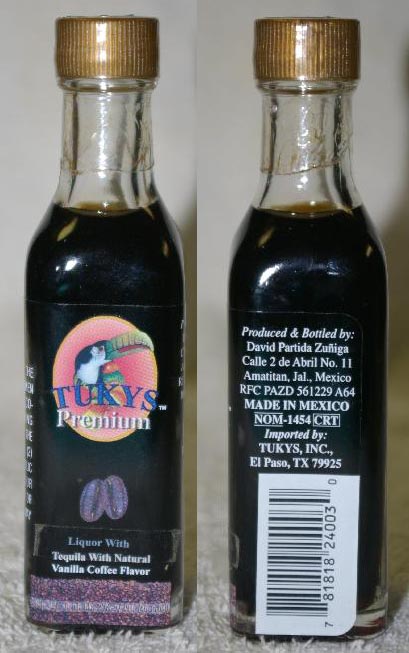 TUKYS™
Premium
Liquor With
Tequila With Natural
Vanilla Coffee Flavor
Produced & Bottled by:
David Partida Zuñiga
Calle 2 de Abril No. 11
Amatitan, Jal., Mexico
RFC PAZD 561229 A64
MADE IN MEXICO
NOM-1454 CRT
Imported by:
TUKYS, INC.,
El Paso, TX 79925
7 81818 24003 0